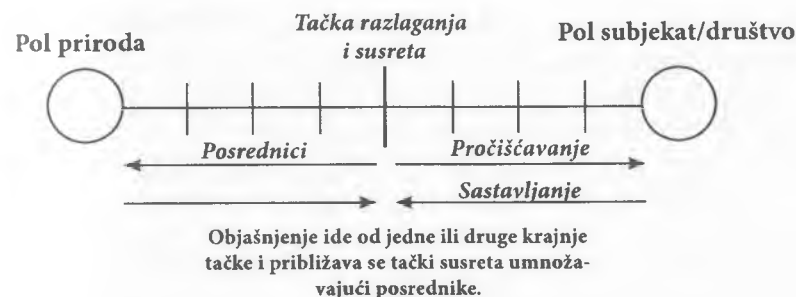 Pol priroda
Tačka razlaganja
i susreta
Pol subjekat/društvo
Posrednici
Pročišćavanje
Sastavljanje
Objašnjenje ide od jedne ili druge krajnje
tačke i približava se tački susreta umnoža-
vajući posrednike.